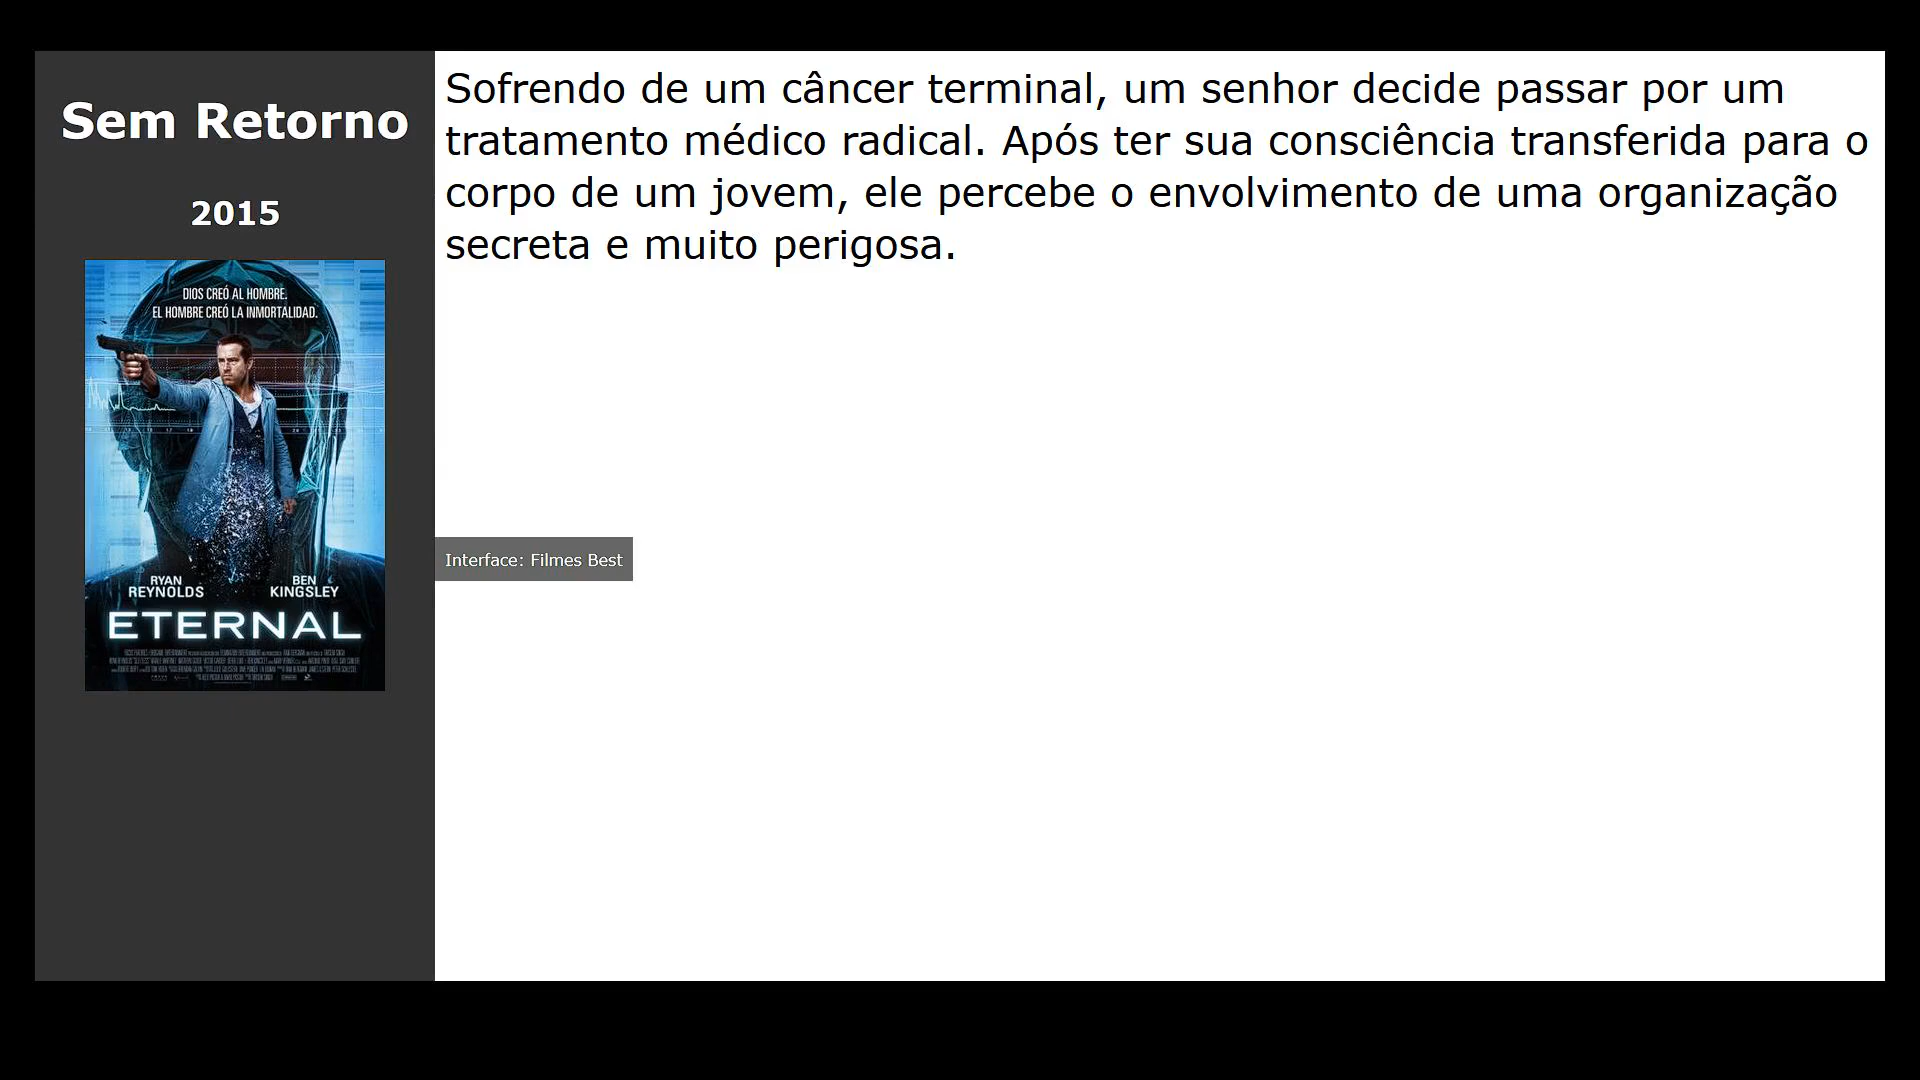 Sem Retorno
2015
DIOS CREÓ AL HOMBRE.
EL HOMBRE CREÓ LA INMORTALIDAD.
RYAN
REYNOLDS
BEN
KINGSLEY
ETERNAL
Sofrendo de um câncer terminal, um senhor decide passar por um
tratamento médico radical. Após ter sua consciência transferida para o
corpo de um jovem, ele percebe o envolvimento de uma organização
secreta e muito perigosa.
Interface: Filmes Best